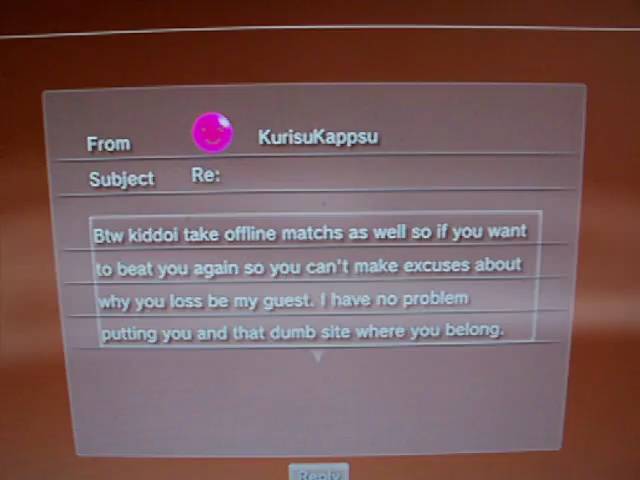 From KurisuKappsu
Subject Re:
Btw kiddoi take offline matchs as well so if you want
to beat you again so you can't make excuses about
why you loss be my guest. I have no problem
putting you and that dumb site where you belong.
Reply